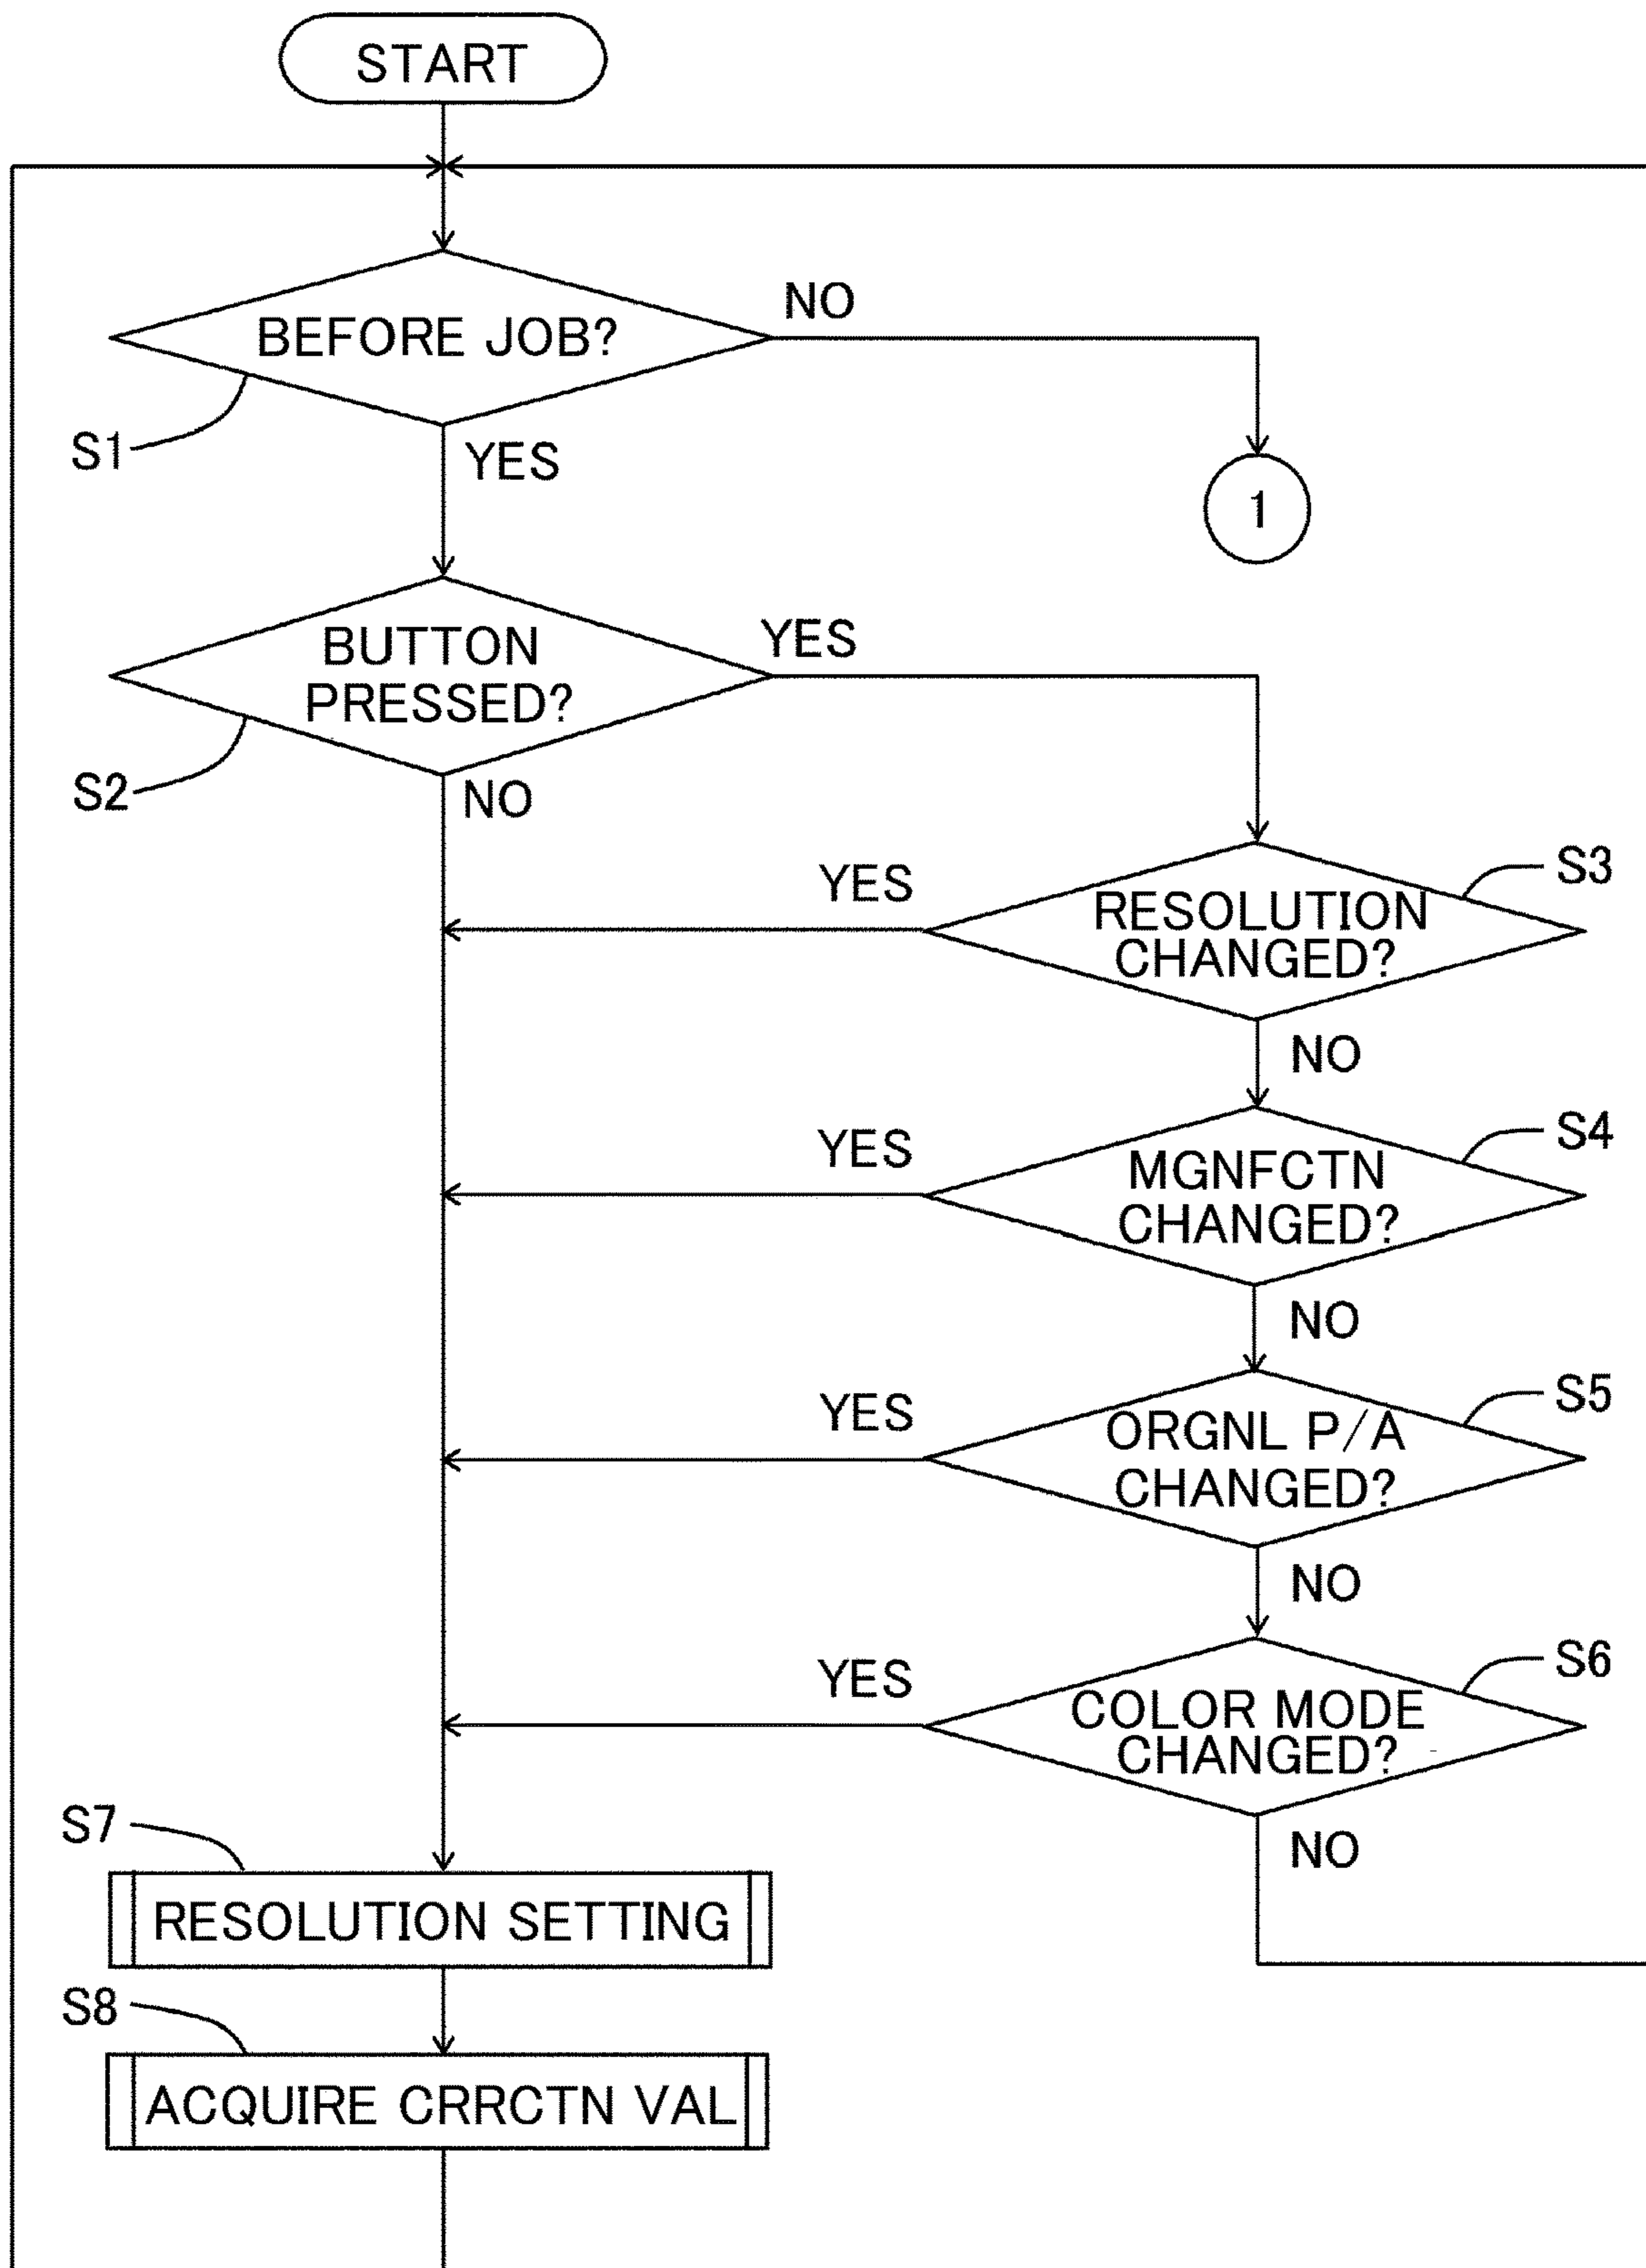 START
BEFORE JOB?
NO
S1
YES
1
BUTTON
PRESSED?
YES
S2
NO
S3
YES
RESOLUTION
CHANGED?
NO
S4
YES
MGNFCTN
CHANGED?
NO
S5
YES
ORGNL P/A
CHANGED?
NO
S6
YES
COLOR MODE
CHANGED?
NO
S7
RESOLUTION SETTING
S8
ACQUIRE CRRCTN VAL